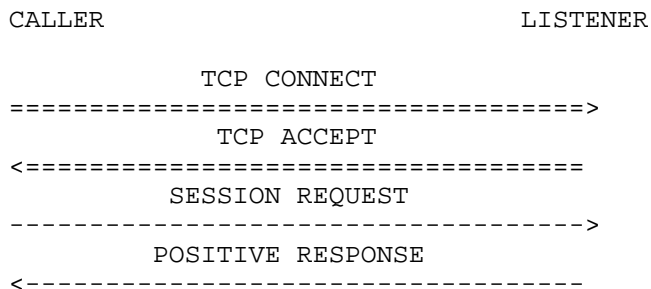 CALLER                          LISTENER
            TCP CONNECT
====================================>
             TCP ACCEPT
<===================================
          SESSION REQUEST
------------------------------------>
         POSITIVE RESPONSE
<-----------------------------------